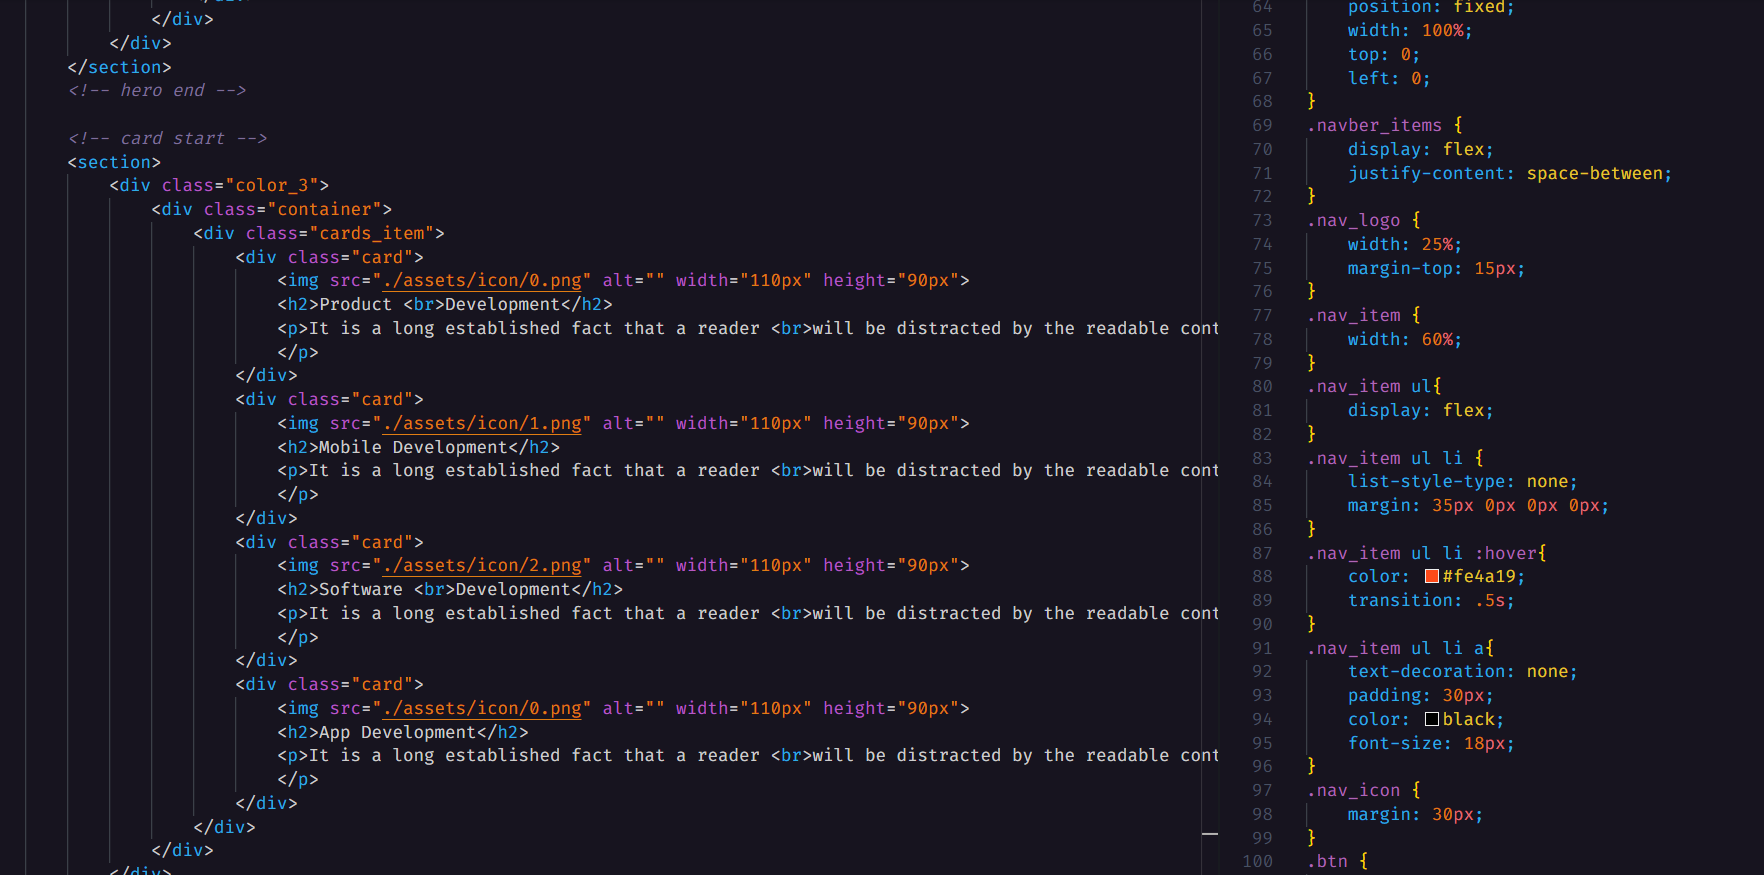 </div>
</div>
</section>
<!-- hero end -->
<!-- card start -->
<section>
<div class="color_3">
<div class="container">
<div class="cards_item">
<div class="card">
<img src="./assets/icon/0.png" alt="" width="110px" height="90px">
<h2>Product <br>Development</h2>
<p>It is a long established fact that a reader <br>will be distracted by the readable cont
</p>
</div>
<div class="card">
<img src="./assets/icon/1.png" alt="" width="110px" height="90px">
<h2>Mobile Development</h2>
<p>It is a long established fact that a reader <br>will be distracted by the readable cont
</p>
</div>
<div class="card">
<img src="./assets/icon/2.png" alt="" width="110px" height="90px">
<h2>Software <br>Development</h2>
<p>It is a long established fact that a reader <br>will be distracted by the readable cont
</p>
</div>
<div class="card">
<img src="./assets/icon/0.png" alt="" width="110px" height="90px">
<h2>App Development</h2>
<p>It is a long established fact that a reader <br>will be distracted by the readable cont
</p>
</div>
</div>
</div>
</div>
64 position: fixed;
65 width: 100%;
66 top: 0;
67 left: 0;
68 }
69 .navber_items {
70 display: flex;
71 justify-content: space-between;
72 }
73 .nav_logo {
74 width: 25%;
75 margin-top: 15px;
76 }
77 .nav_item {
78 width: 60%;
79 }
80 .nav_item ul{
81 display: flex;
82 }
83 .nav_item ul li {
84 list-style-type: none;
85 margin: 35px 0px 0px 0px;
86 }
87 .nav_item ul li :hover{
88 color: #fe4a19;
89 transition: .5s;
90 }
91 .nav_item ul li a{
92 text-decoration: none;
93 padding: 30px;
94 color: black;
95 font-size: 18px;
96 }
97 .nav_icon {
98 margin: 30px;
99 }
100 .btn {